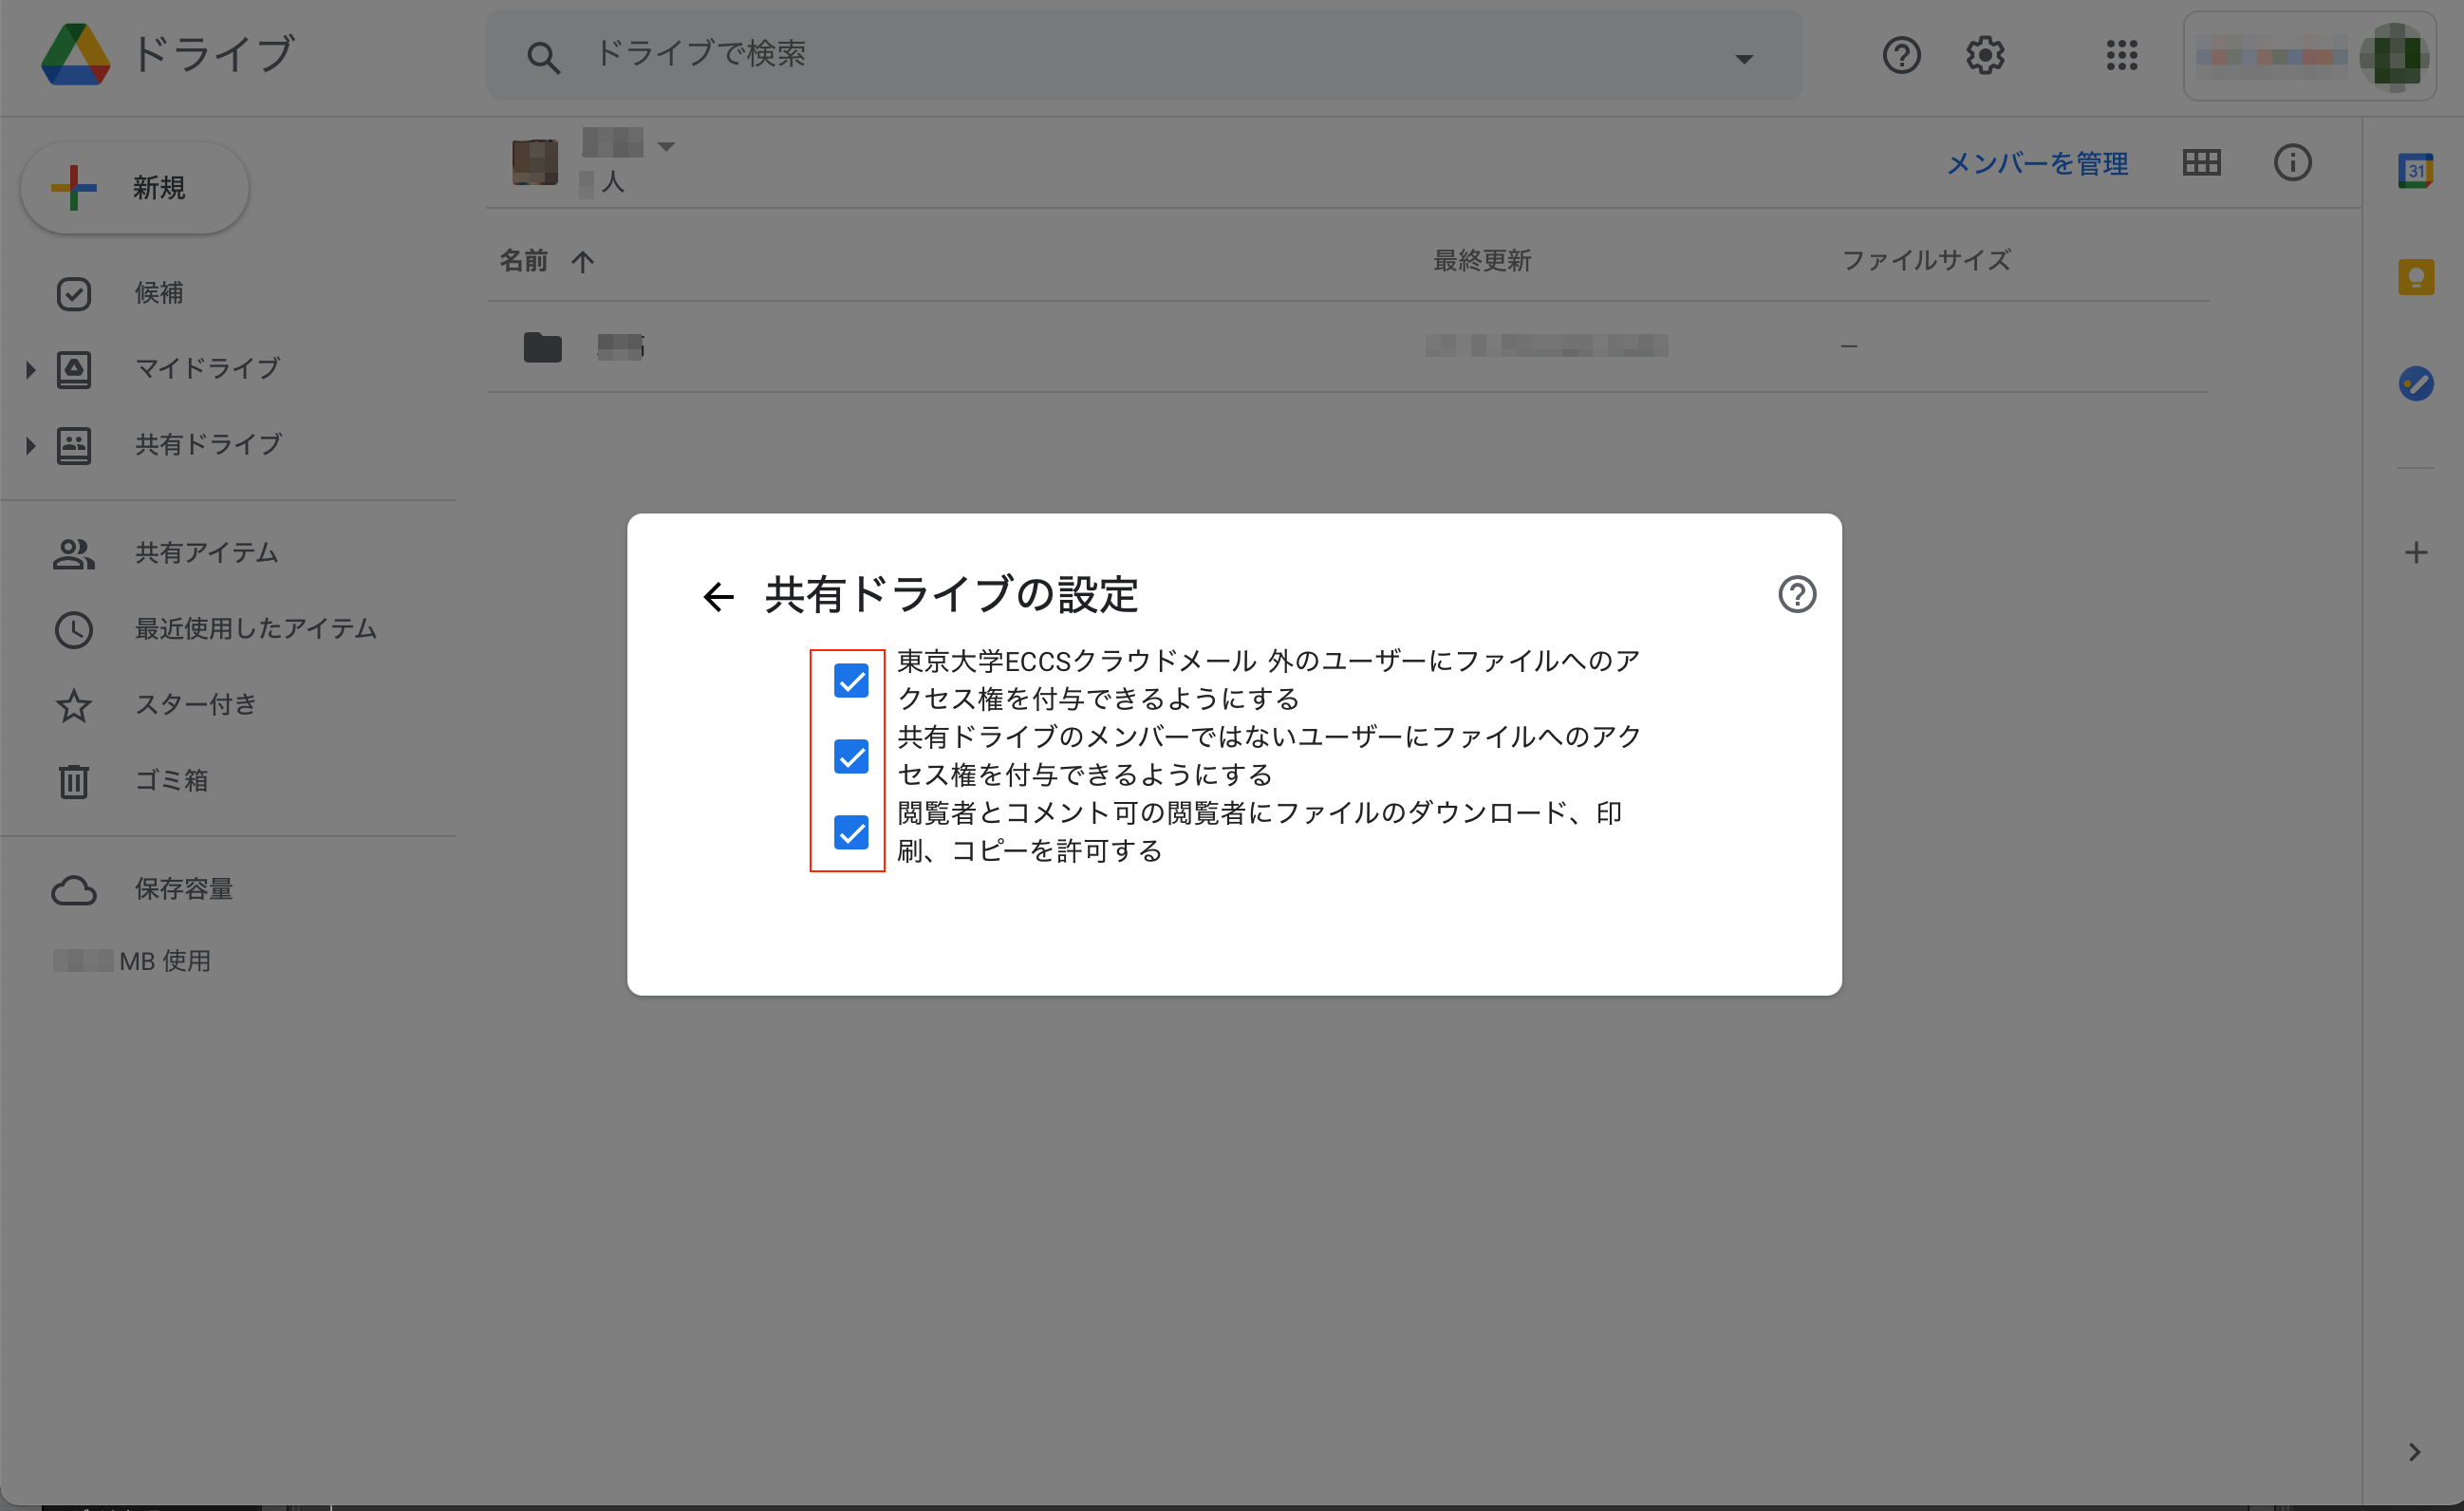 ドライブ
ドライブで検索
新規
人
メンバーを管理
名前
最終更新
ファイルサイズ
候補
マイドライブ
共有ドライブ
—
31
共有アイテム
最近使用したアイテム
スター付き
ゴミ箱
保存容量
MB 使用
共有ドライブの設定
東京大学ECCSクラウドメール 外のユーザーにファイルへのア
クセス権を付与できるようにする
共有ドライブのメンバーではないユーザーにファイルへのアク
セス権を付与できるようにする
閲覧者とコメント可の閲覧者にファイルのダウンロード、印
刷、コピーを許可する